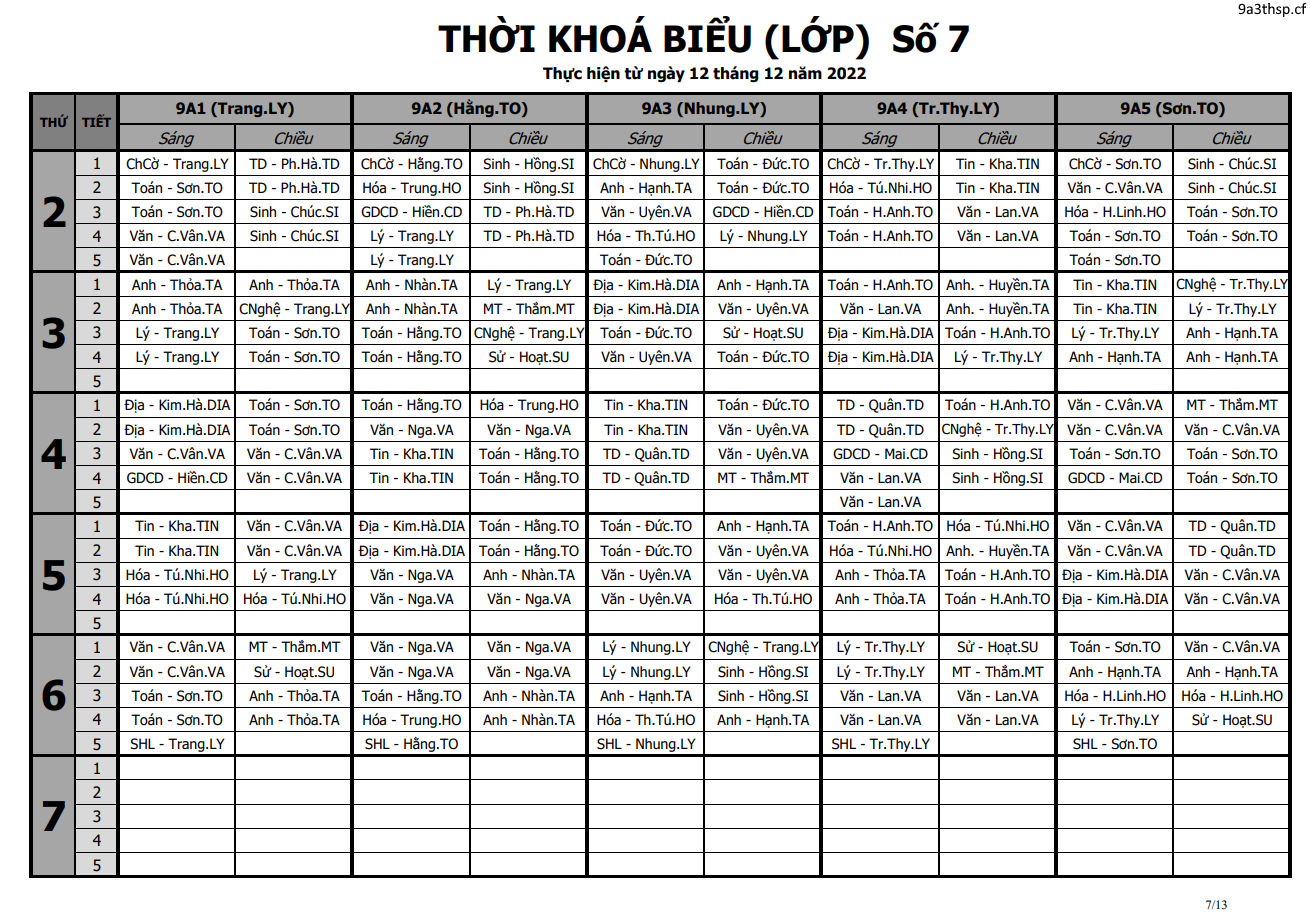 9a3thsp.cf
THỜI KHOÁ BIỂU (LỚP) Số 7
Thực hiện từ ngày 12 tháng 12 năm 2022
THỨ TIẾT 9A1 (Trang.LY) 9A2 (Hằng.TO) 9A3 (Nhung.LY) 9A4 (Tr.Thy.LY) 9A5 (Sơn.TO)
Sáng Chiều Sáng Chiều Sáng Chiều Sáng Chiều Sáng Chiều
2
1 ChCờ - Trang.LY TD - Ph.Hà.TD ChCờ - Hằng.TO Sinh - Hồng.SI ChCờ - Nhung.LY Toán - Đức.TO ChCờ - Tr.Thy.LY Tin - Kha.TIN ChCờ - Sơn.TO Sinh - Chúc.SI
2 Toán - Sơn.TO TD - Ph.Hà.TD Hóa - Trung.HO Sinh - Hồng.SI Anh - Hạnh.TA Toán - Đức.TO Hóa - Tú.Nhi.HO Tin - Kha.TIN Văn - C.Vân.VA Sinh - Chúc.SI
3 Toán - Sơn.TO Sinh - Chúc.SI GDCD - Hiền.CD TD - Ph.Hà.TD Văn - Uyên.VA GDCD - Hiền.CD Toán - H.Anh.TO Văn - Lan.VA Hóa - H.Linh.HO Toán - Sơn.TO
4 Văn - C.Vân.VA Sinh - Chúc.SI Lý - Trang.LY TD - Ph.Hà.TD Hóa - Th.Tú.HO Lý - Nhung.LY Toán - H.Anh.TO Văn - Lan.VA Toán - Sơn.TO Toán - Sơn.TO
5 Văn - C.Vân.VA Lý - Trang.LY Toán - Đức.TO Toán - Sơn.TO
3
1 Anh - Thỏa.TA Anh - Thỏa.TA Anh - Nhàn.TA Lý - Trang.LY Địa - Kim.Hà.DIA Anh - Hạnh.TA Toán - H.Anh.TO Anh. - Huyền.TA Tin - Kha.TIN CNghệ - Tr.Thy.LY
2 Anh - Thỏa.TA CNghệ - Trang.LY Anh - Nhàn.TA MT - Thắm.MT Địa - Kim.Hà.DIA Văn - Uyên.VA Văn - Lan.VA Anh. - Huyền.TA Tin - Kha.TIN Lý - Tr.Thy.LY
3 Lý - Trang.LY Toán - Sơn.TO Toán - Hằng.TO CNghệ - Trang.LY Toán - Đức.TO Sử - Hoạt.SU Địa - Kim.Hà.DIA Toán - H.Anh.TO Lý - Tr.Thy.LY Anh - Hạnh.TA
4 Lý - Trang.LY Toán - Sơn.TO Toán - Hằng.TO Sử - Hoạt.SU Văn - Uyên.VA Toán - Đức.TO Địa - Kim.Hà.DIA Lý - Tr.Thy.LY Anh - Hạnh.TA Anh - Hạnh.TA
5
4
1 Địa - Kim.Hà.DIA Toán - Sơn.TO Toán - Hằng.TO Hóa - Trung.HO Tin - Kha.TIN Toán - Đức.TO TD - Quân.TD Toán - H.Anh.TO Văn - C.Vân.VA MT - Thắm.MT
2 Địa - Kim.Hà.DIA Toán - Sơn.TO Văn - Nga.VA Văn - Nga.VA Tin - Kha.TIN Văn - Uyên.VA TD - Quân.TD CNghệ - Tr.Thy.LY Văn - C.Vân.VA Văn - C.Vân.VA
3 Văn - C.Vân.VA Văn - C.Vân.VA Tin - Kha.TIN Toán - Hằng.TO TD - Quân.TD Văn - Uyên.VA GDCD - Mai.CD Sinh - Hồng.SI Toán - Sơn.TO Toán - Sơn.TO
4 GDCD - Hiền.CD Văn - C.Vân.VA Tin - Kha.TIN Toán - Hằng.TO TD - Quân.TD MT - Thắm.MT Văn - Lan.VA Sinh - Hồng.SI GDCD - Mai.CD Toán - Sơn.TO
5 Văn - Lan.VA
5
1 Tin - Kha.TIN Văn - C.Vân.VA Địa - Kim.Hà.DIA Toán - Hằng.TO Toán - Đức.TO Anh - Hạnh.TA Toán - H.Anh.TO Hóa - Tú.Nhi.HO Văn - C.Vân.VA TD - Quân.TD
2 Tin - Kha.TIN Văn - C.Vân.VA Địa - Kim.Hà.DIA Toán - Hằng.TO Toán - Đức.TO Văn - Uyên.VA Hóa - Tú.Nhi.HO Anh. - Huyền.TA Văn - C.Vân.VA TD - Quân.TD
3 Hóa - Tú.Nhi.HO Lý - Trang.LY Văn - Nga.VA Anh - Nhàn.TA Văn - Uyên.VA Văn - Uyên.VA Anh - Thỏa.TA Toán - H.Anh.TO Địa - Kim.Hà.DIA Văn - C.Vân.VA
4 Hóa - Tú.Nhi.HO Hóa - Tú.Nhi.HO Văn - Nga.VA Văn - Nga.VA Văn - Uyên.VA Hóa - Th.Tú.HO Anh - Thỏa.TA Toán - H.Anh.TO Địa - Kim.Hà.DIA Văn - C.Vân.VA
5
6
1 Văn - C.Vân.VA MT - Thắm.MT Văn - Nga.VA Văn - Nga.VA Lý - Nhung.LY CNghệ - Trang.LY Lý - Tr.Thy.LY Sử - Hoạt.SU Toán - Sơn.TO Văn - C.Vân.VA
2 Văn - C.Vân.VA Sử - Hoạt.SU Văn - Nga.VA Văn - Nga.VA Lý - Nhung.LY Sinh - Hồng.SI Lý - Tr.Thy.LY MT - Thắm.MT Anh - Hạnh.TA Anh - Hạnh.TA
3 Toán - Sơn.TO Anh - Thỏa.TA Toán - Hằng.TO Anh - Nhàn.TA Anh - Hạnh.TA Sinh - Hồng.SI Văn - Lan.VA Văn - Lan.VA Hóa - H.Linh.HO Hóa - H.Linh.HO
4 Toán - Sơn.TO Anh - Thỏa.TA Hóa - Trung.HO Anh - Nhàn.TA Hóa - Th.Tú.HO Anh - Hạnh.TA Văn - Lan.VA Văn - Lan.VA Lý - Tr.Thy.LY Sử - Hoạt.SU
5 SHL - Trang.LY SHL - Hằng.TO SHL - Nhung.LY SHL - Tr.Thy.LY SHL - Sơn.TO
7
1
2
3
4
5
7/13